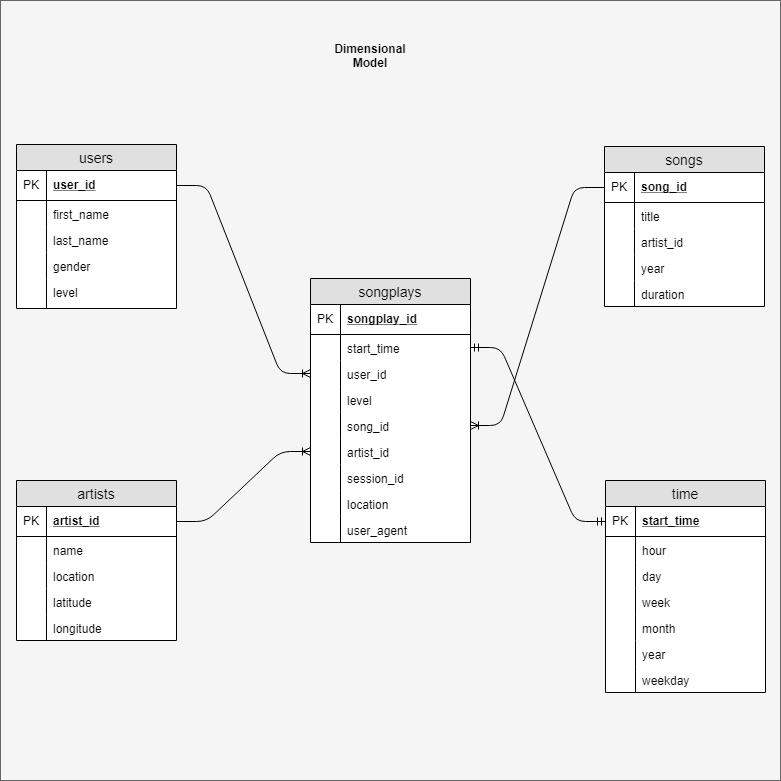 Dimensional
Model
users
PK user_id
first_name
last_name
gender
level
songs
PK song_id
title
artist_id
year
duration
songplays
PK songplay_id
start_time
user_id
level
song_id
artist_id
session_id
location
user_agent
artists
PK artist_id
name
location
latitude
longitude
time
PK start_time
hour
day
week
month
year
weekday